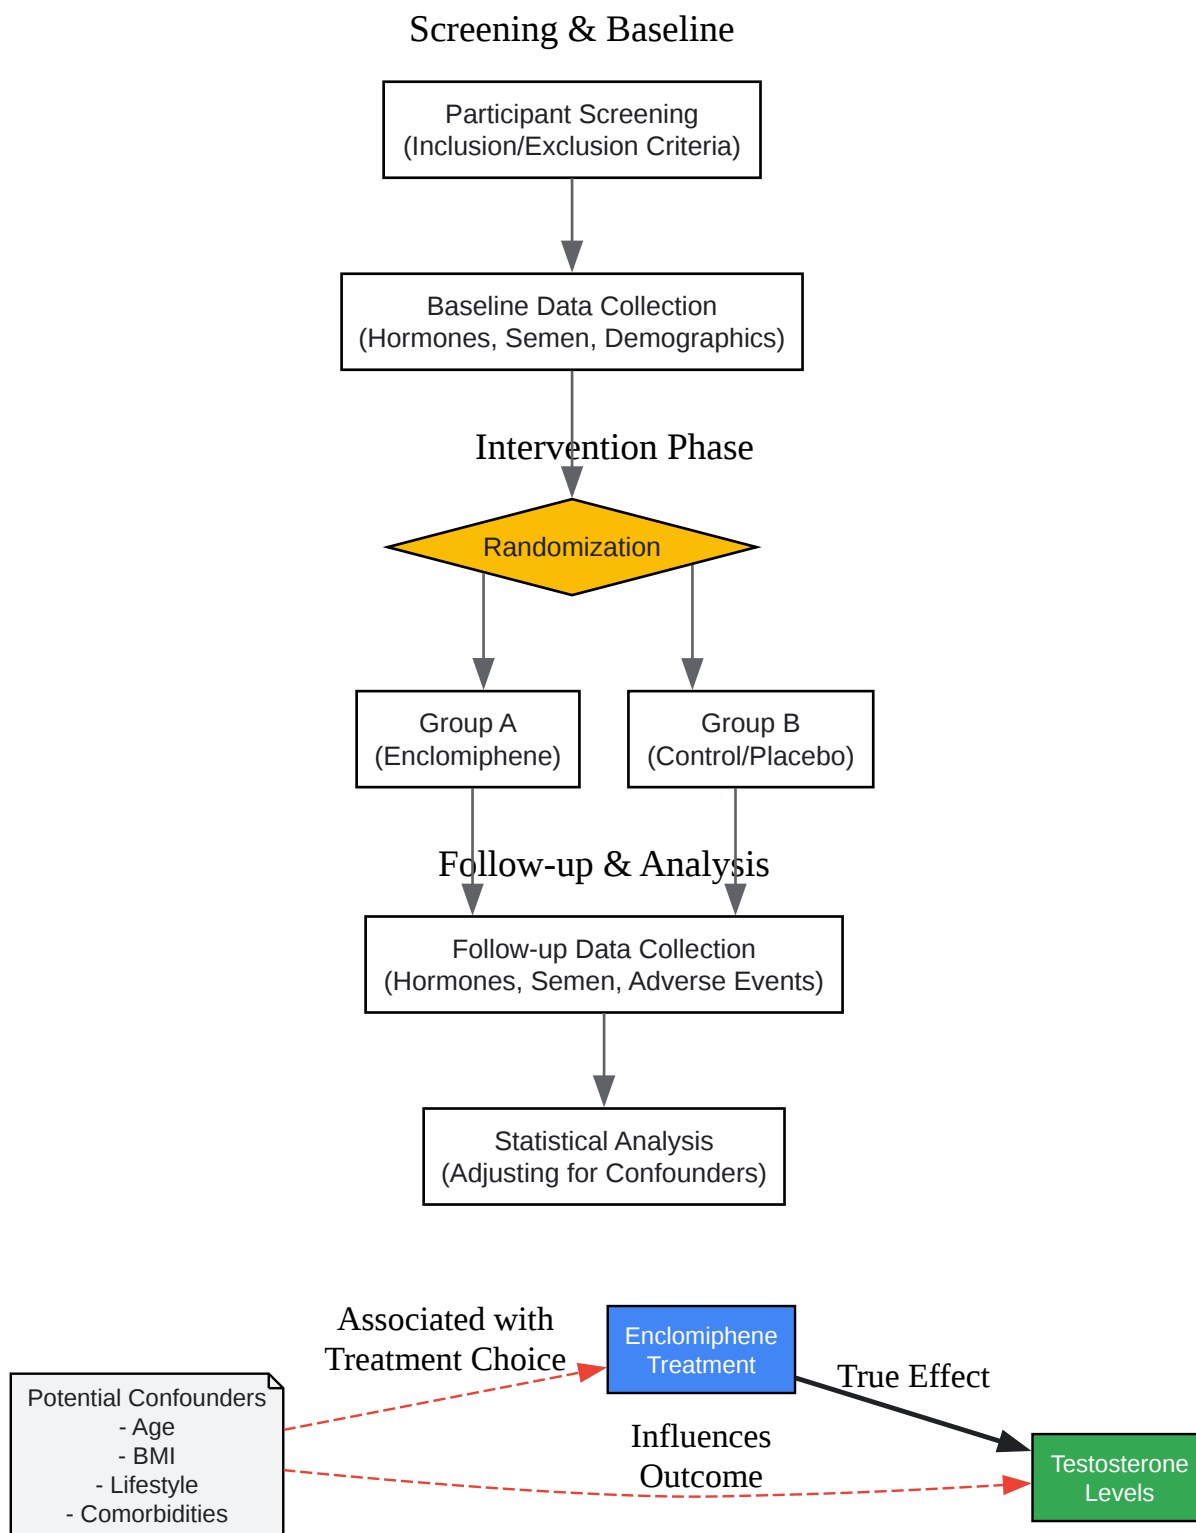 Screening & Baseline
Participant Screening
(Inclusion/Exclusion Criteria)
Baseline Data Collection
(Hormones, Semen, Demographics)
Intervention Phase
Randomization
Group A
(Enclomiphene)
Group B
(Control/Placebo)
Follow-up & Analysis
Follow-up Data Collection
(Hormones, Semen, Adverse Events)
Statistical Analysis
(Adjusting for Confounders)
Associated with
Treatment Choice
Enclomiphene
Treatment
True Effect
Potential Confounders
- Age
- BMI
- Lifestyle
- Comorbidities
Influences
Outcome
Testosterone
Levels